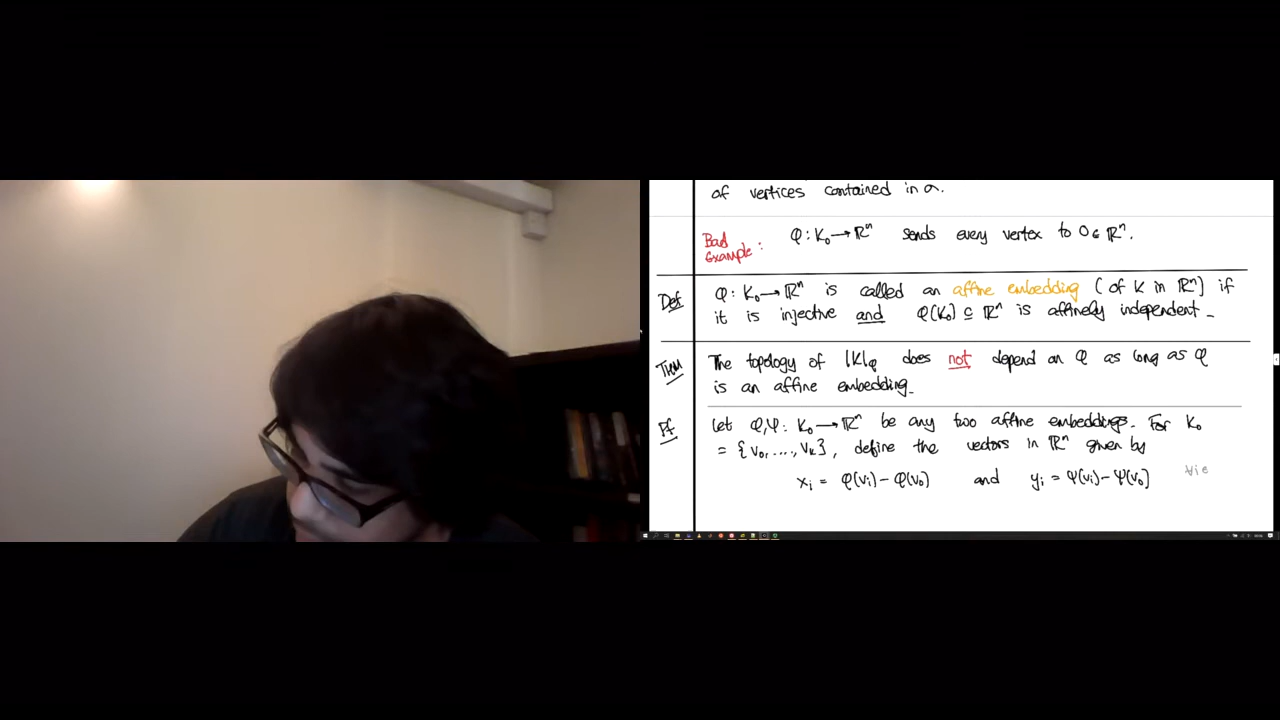 of vertices contained in σ.
Bad Example: φ: K₀ → ℝⁿ sends every vertex to 0 ∈ ℝⁿ.
Def φ: K₀ → ℝⁿ is called an affine embedding (of K in ℝⁿ) if
it is injective and φ(K₀) ⊆ ℝⁿ is affinely independent.
Thm The topology of |K|φ does not depend on φ as long as φ
is an affine embedding.
Pf Let φ,ψ: K₀ → ℝⁿ be any two affine embeddings. For K₀
= {v₀,....,vₖ}, define the vectors in ℝⁿ given by
xᵢ = φ(vᵢ) - φ(v₀) and yᵢ = ψ(vᵢ) - ψ(v₀) ∀i ∈